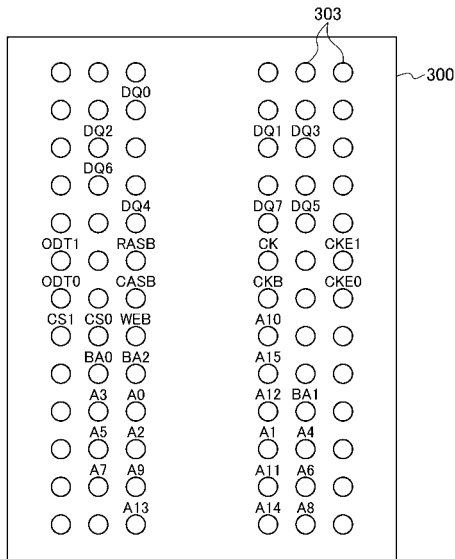 303
300
DQ0
DQ2 DQ1 DQ3
DQ6
DQ4 DQ7 DQ5
ODT1 RASB CK CKE1
ODT0 CASB CKB CKE0
CS1 CS0 WEB A10
BA0 BA2 A15
A3 A0 A12 BA1
A5 A2 A1 A4
A7 A9 A11 A6
A13 A14 A8